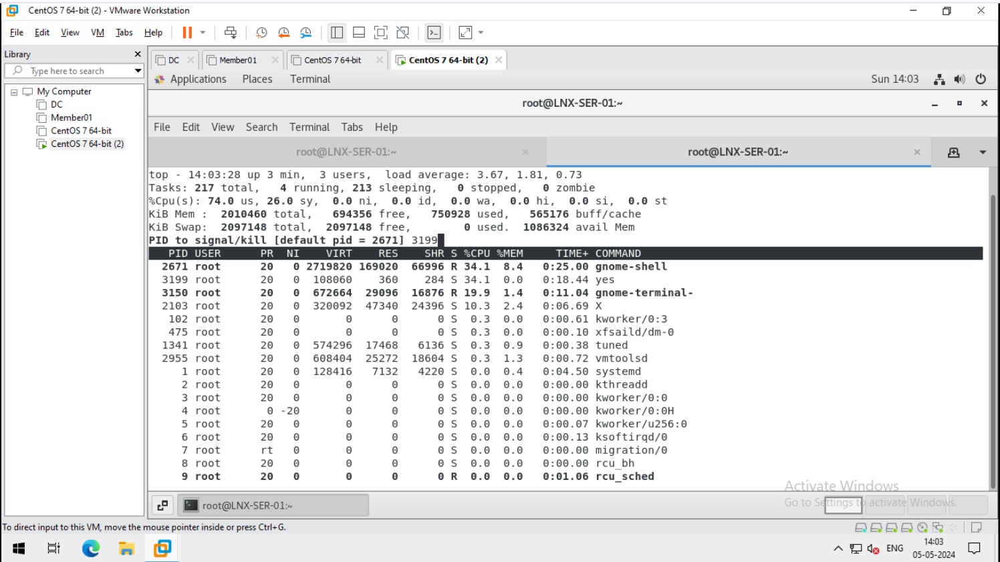 CentOS 7 64-bit (2) - VMware Workstation
File Edit View VM Tabs Help
Library
Type here to search
My Computer
DC
Member01
CentOS 7 64-bit
CentOS 7 64-bit (2)
DC Member01 CentOS 7 64-bit CentOS 7 64-bit (2)
Applications Places Terminal Sun 14:03
root@LNX-SER-01:~
File Edit View Search Terminal Tabs Help
root@LNX-SER-01:~ root@LNX-SER-01:~
top - 14:03:28 up 3 min, 3 users, load average: 3.67, 1.81, 0.73
Tasks: 217 total, 4 running, 213 sleeping, 0 stopped, 0 zombie
%Cpu(s): 74.0 us, 26.0 sy, 0.0 ni, 0.0 id, 0.0 wa, 0.0 hi, 0.0 si, 0.0 st
KiB Mem : 2010460 total, 694356 free, 750928 used, 565176 buff/cache
KiB Swap: 2097148 total, 2097148 free, 0 used. 1086324 avail Mem
PID to signal/kill [default pid = 2671] 3199
PID USER PR NI VIRT RES SHR S %CPU %MEM TIME+ COMMAND
2671 root 20 0 2719820 169020 66996 R 34.1 8.4 0:25.00 gnome-shell
3199 root 20 0 108060 360 284 S 34.1 0.0 0:18.44 yes
3150 root 20 0 672664 29096 16876 R 19.9 1.4 0:11.04 gnome-terminal-
2103 root 20 0 320092 47340 24396 S 10.3 2.4 0:06.69 X
102 root 20 0 0 0 0 S 0.3 0.0 0:00.61 kworker/0:3
475 root 20 0 0 0 0 S 0.3 0.0 0:00.10 xfsaild/dm-0
1341 root 20 0 574296 17468 6136 S 0.3 0.9 0:00.38 tuned
2955 root 20 0 608404 25272 18604 S 0.3 1.3 0:00.72 vmtoolsd
1 root 20 0 128416 7132 4220 S 0.0 0.4 0:04.50 systemd
2 root 20 0 0 0 0 S 0.0 0.0 0:00.00 kthreadd
3 root 20 0 0 0 0 S 0.0 0.0 0:00.00 kworker/0:0
4 root 0 -20 0 0 0 S 0.0 0.0 0:00.00 kworker/0:0H
5 root 20 0 0 0 0 S 0.0 0.0 0:00.07 kworker/u256:0
6 root 20 0 0 0 0 S 0.0 0.0 0:00.13 ksoftirqd/0
7 root rt 0 0 0 0 S 0.0 0.0 0:00.00 migration/0
8 root 20 0 0 0 0 S 0.0 0.0 0:00.00 rcu_bh
9 root 20 0 0 0 0 R 0.0 0.0 0:01.06 rcu_sched
Activate Windows
Go to Settings to activate Windows.
root@LNX-SER-01:~
To direct input to this VM, move the mouse pointer inside or press Ctrl+G.
ENG
14:03
05-05-2024